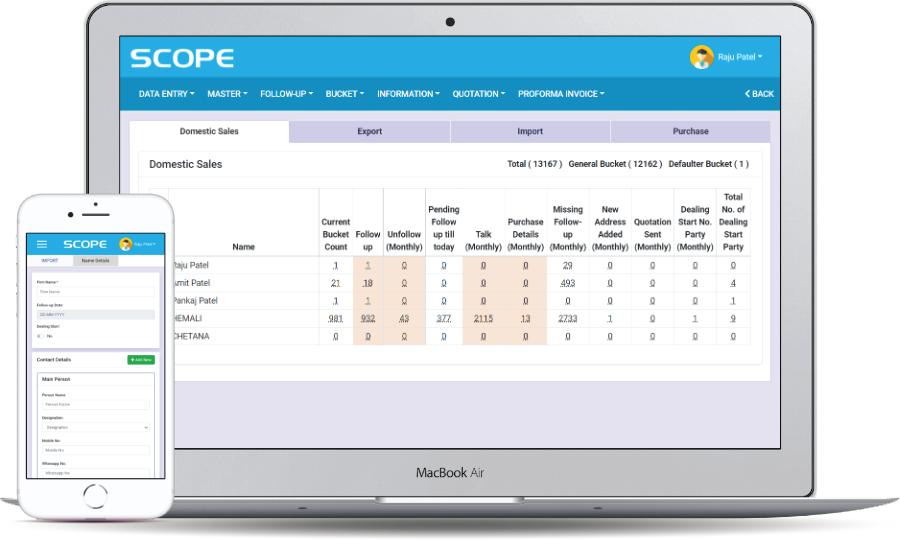 SCOPE
Raju Patel
DATA ENTRY MASTER FOLLOW-UP BUCKET INFORMATION QUOTATION PROFORMA INVOICE BACK
Domestic Sales Export Import Purchase
Domestic Sales Total ( 13167 ) General Bucket ( 12162 ) Defaulter Bucket ( 1 )
Name Current Bucket Count Follow up Unfollow (Monthly) Pending Follow up till today Talk (Monthly) Purchase Details (Monthly) Missing Follow-up (Monthly) New Address Added (Monthly) Quotation Sent (Monthly) Dealing Start No. Party (Monthly) Total No. of Dealing Start Party
Raju Patel 1 1 0 0 0 0 29 0 0 0 0
Amit Patel 21 18 0 0 0 0 493 0 0 0 4
Pankaj Patel 1 1 0 0 0 0 0 0 0 0 1
HEMALI 981 932 43 377 2115 13 2733 1 0 1 9
CHETANA 0 0 0 0 0 0 0 0 0 0 0
MacBook Air
SCOPE Raju Patel
IMPORT Name Details
Firm Name *
Firm Name
Follow-up Date
DD-MM-YYYY
Dealing Start
No
Contact Details + Add New
Main Person
Person Name
Person Name
Designation
Designation
Mobile No
Mobile No
Whatsapp No
Whatsapp No